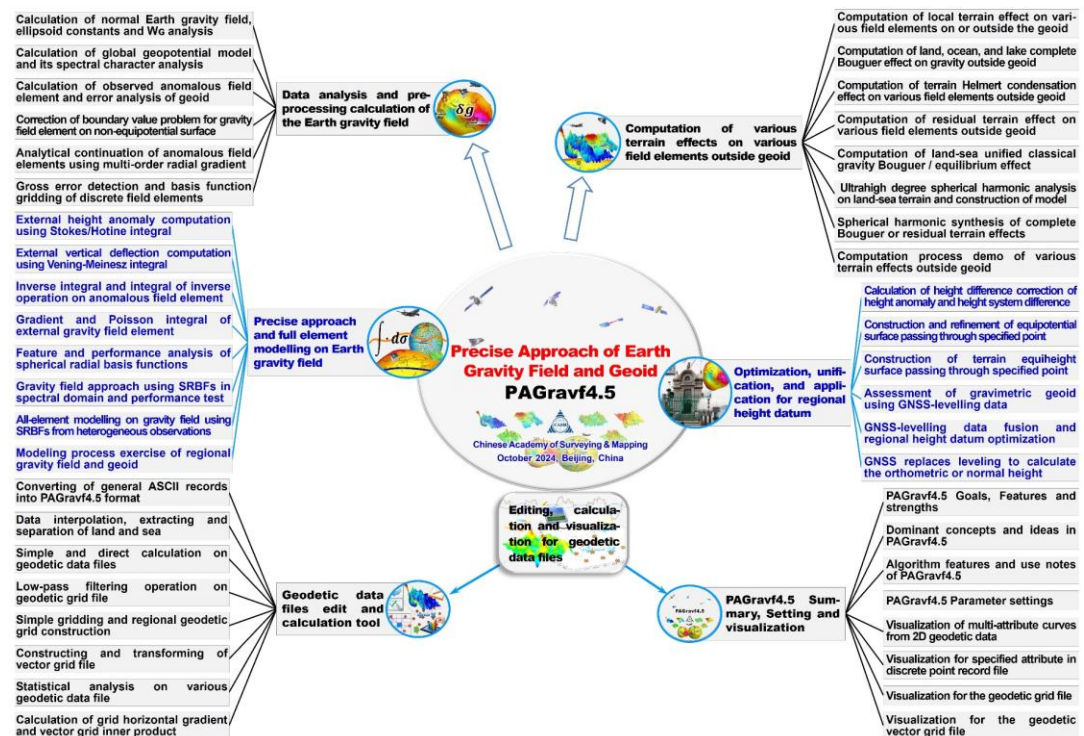 Calculation of normal Earth gravity field,
ellipsoid constants and WG analysis
Calculation of global geopotential model
and its spectral character analysis
Calculation of observed anomalous field
element and error analysis of geoid
Correction of boundary value problem for gravity
field element on non-equipotential surface
Analytical continuation of anomalous field
elements using multi-order radial gradient
Gross error detection and basis function
gridding of discrete field elements
Data analysis and pre-
processing calculation of
the Earth gravity field
δg
Computation of various
terrain effects on various
field elements outside geoid
Computation of local terrain effect on vari-
ous field elements on or outside the geoid
Computation of land, ocean, and lake complete
Bouguer effect on gravity outside geoid
Computation of terrain Helmert condensation
effect on various field elements outside geoid
Computation of residual terrain effect on
various field elements outside geoid
Computation of land-sea unified classical
gravity Bouguer / equilibrium effect
Ultrahigh degree spherical harmonic analysis
on land-sea terrain and construction of model
Spherical harmonic synthesis of complete
Bouguer or residual terrain effects
Computation process demo of various
terrain effects outside geoid
External height anomaly computation
using Stokes/Hotine integral
External vertical deflection computation
using Vening-Meinesz integral
Inverse integral and integral of inverse
operation on anomalous field element
Gradient and Poisson integral of
external gravity field element
Feature and performance analysis of
spherical radial basis functions
Gravity field approach using SRBFs in
spectral domain and performance test
All-element modelling on gravity field using
SRBFs from heterogeneous observations
Modeling process exercise of regional
gravity field and geoid
Precise approach
and full element
modelling on Earth
gravity field
∫·dσ
Precise Approach of Earth
Gravity Field and Geoid
PAGravf4.5
Chinese Academy of Surveying & Mapping
October 2024, Beijing, China
Optimization, unifi-
cation, and appli-
cation for regional
height datum
Calculation of height difference correction of
height anomaly and height system difference
Construction and refinement of equipotential
surface passing through specified point
Construction of terrain equiheight
surface passing through specified point
Assessment of gravimetric geoid
using GNSS-levelling data
GNSS-levelling data fusion and
regional height datum optimization
GNSS replaces leveling to calculate
the orthometric or normal height
Converting of general ASCII records
into PAGravf4.5 format
Data interpolation, extracting and
separation of land and sea
Simple and direct calculation on
geodetic data files
Low-pass filtering operation on
geodetic grid file
Simple gridding and regional geodetic
grid construction
Constructing and transforming of
vector grid file
Statistical analysis on various
geodetic data file
Calculation of grid horizontal gradient
and vector grid inner product
Geodetic data
files edit and
calculation tool
Editing, calcula-
tion and visualiza-
tion for geodetic
data files
PAGravf4.5
PAGravf4.5 Sum-
mary, Setting and
visualization
PAGravf4.5 Goals, Features and
strengths
Dominant concepts and ideas in
PAGravf4.5
Algorithm features and use notes
of PAGravf4.5
PAGravf4.5 Parameter settings
Visualization of multi-attribute curves
from 2D geodetic data
Visualization for specified attribute in
discrete point record file
Visualization for the geodetic grid file
Visualization for the geodetic
vector grid file